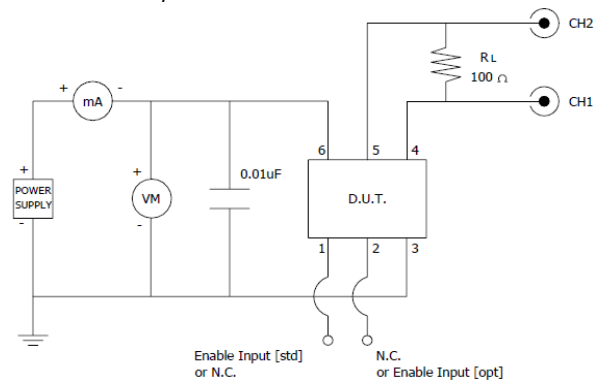 CH2
RL
100 Ω
CH1
+ mA -
6 5 4
0.01uF
+
POWER
SUPPLY
-
+
VM
-
D.U.T.
1 2 3
Enable Input [std]
or N.C.
N.C.
or Enable Input [opt]